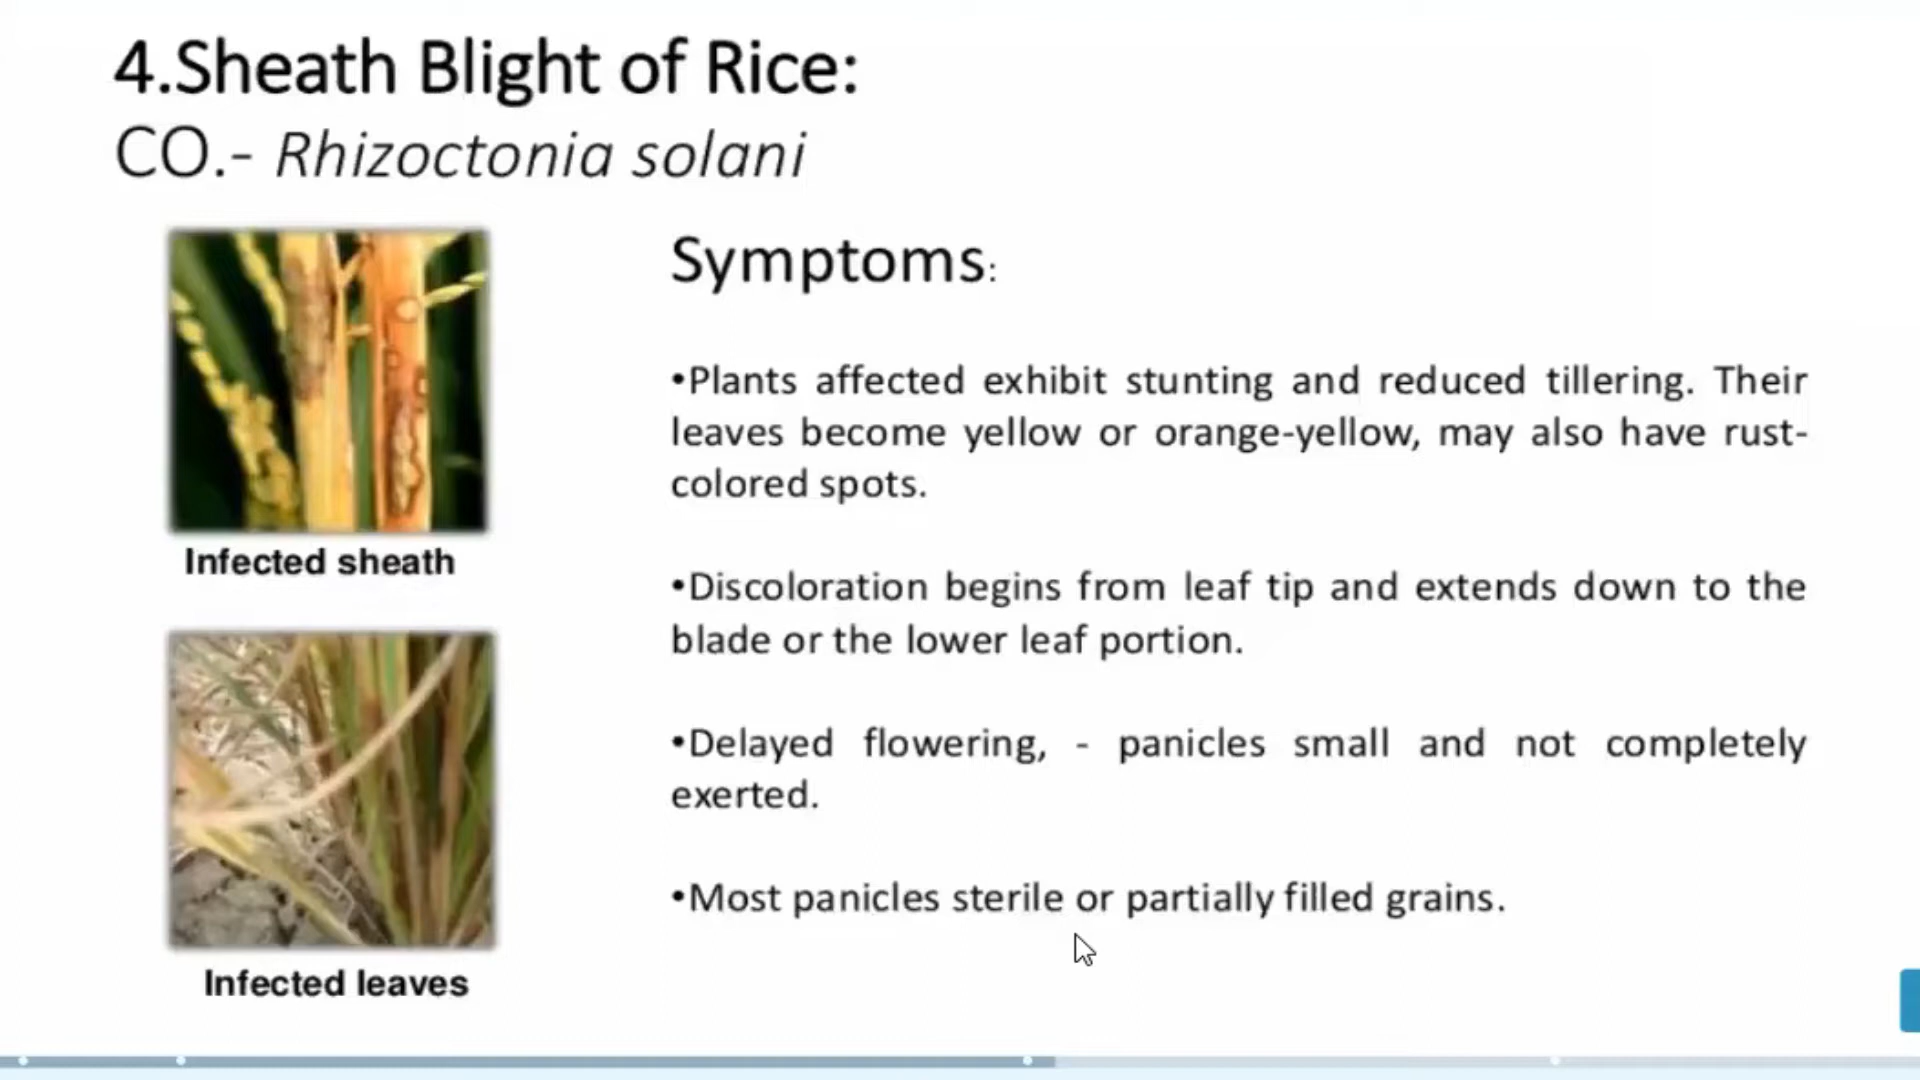 4.Sheath Blight of Rice:
CO.- Rhizoctonia solani
Symptoms:
•Plants affected exhibit stunting and reduced tillering. Their
leaves become yellow or orange-yellow, may also have rust-
colored spots.
•Discoloration begins from leaf tip and extends down to the
blade or the lower leaf portion.
•Delayed flowering, - panicles small and not completely
exerted.
•Most panicles sterile or partially filled grains.
Infected sheath
Infected leaves